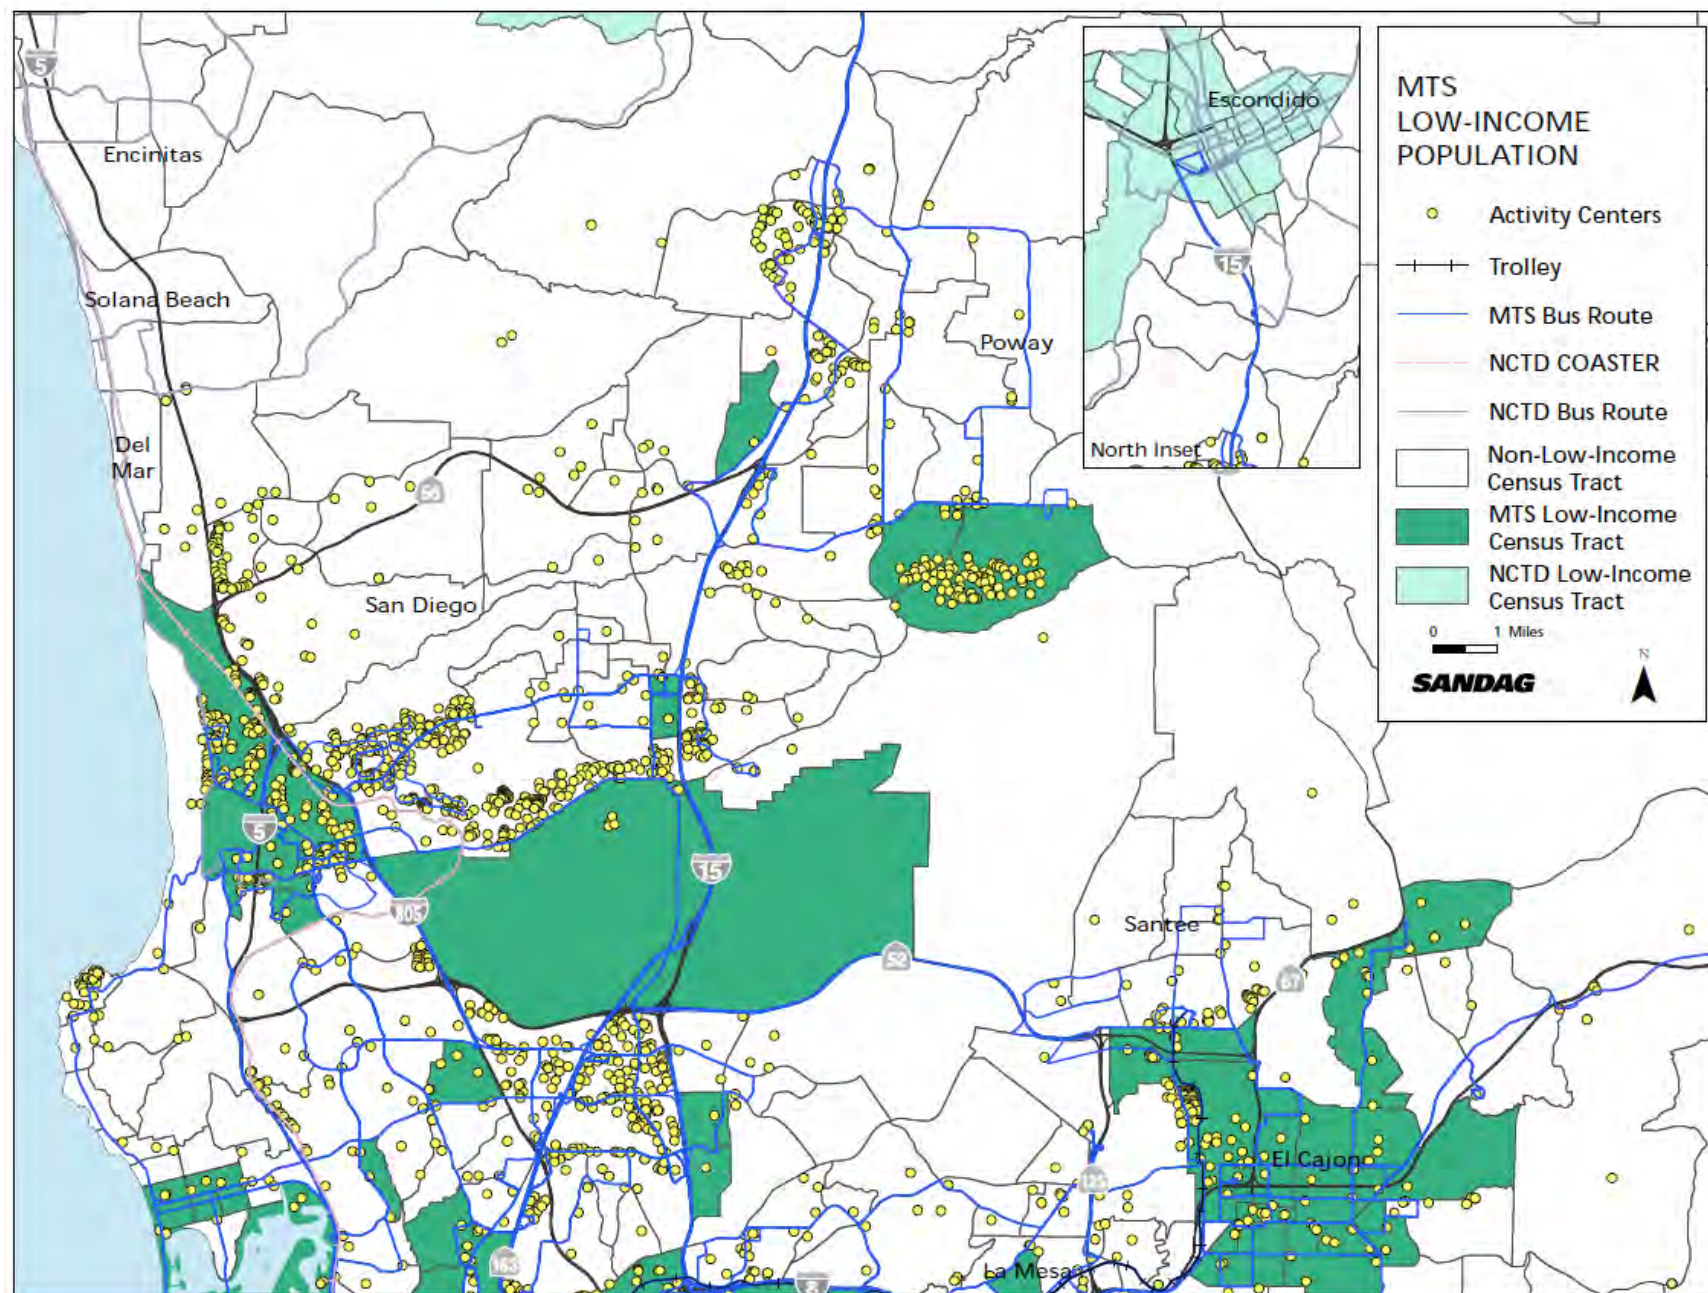 5
Encinitas
Solana Beach
Del
Mar
56
San Diego
Poway
Escondido
15
North Inset
MTS
LOW-INCOME
POPULATION
Activity Centers
Trolley
MTS Bus Route
NCTD COASTER
NCTD Bus Route
Non-Low-Income
Census Tract
MTS Low-Income
Census Tract
NCTD Low-Income
Census Tract
0 1 Miles
N
SANDAG
5
15
805
52
Santee
67
El Cajon
125
163
La Mesa
8